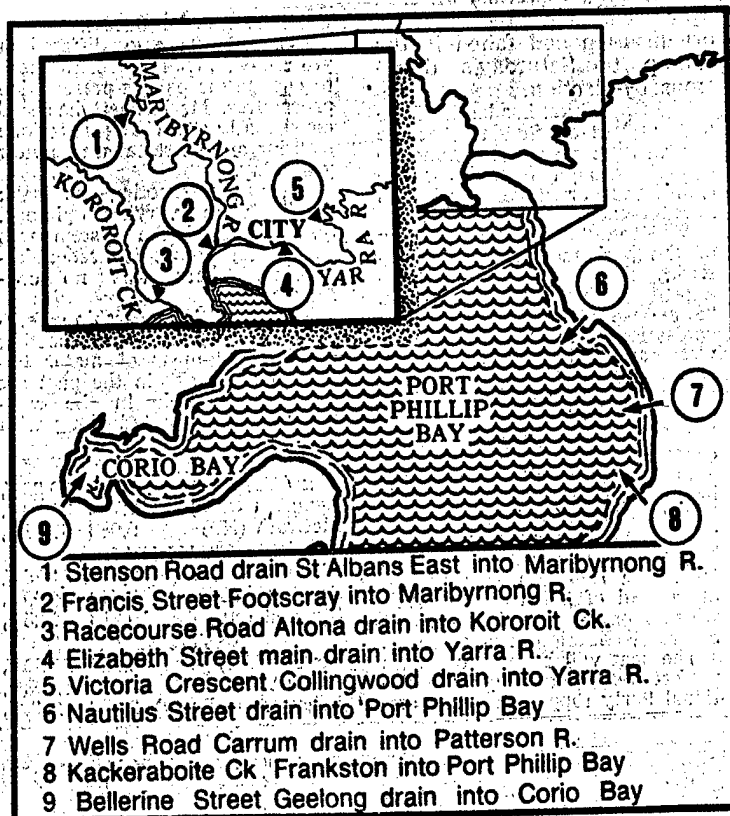 MARIBYRNONG R
KOROROIT CK
CITY
YARRA R
1
2
3
4
5
6
7
8
9
PORT
PHILLIP
BAY
CORIO BAY
1 Stenson Road drain St Albans East into Maribyrnong R.
2 Francis Street Footscray into Maribyrnong R.
3 Racecourse Road Altona drain into Kororoit Ck.
4 Elizabeth Street main drain into Yarra R.
5 Victoria Crescent Collingwood drain into Yarra R.
6 Nautilus Street drain into Port Phillip Bay
7 Wells Road Carrum drain into Patterson R.
8 Kackeraboite Ck Frankston into Port Phillip Bay
9 Bellerine Street Geelong drain into Corio Bay